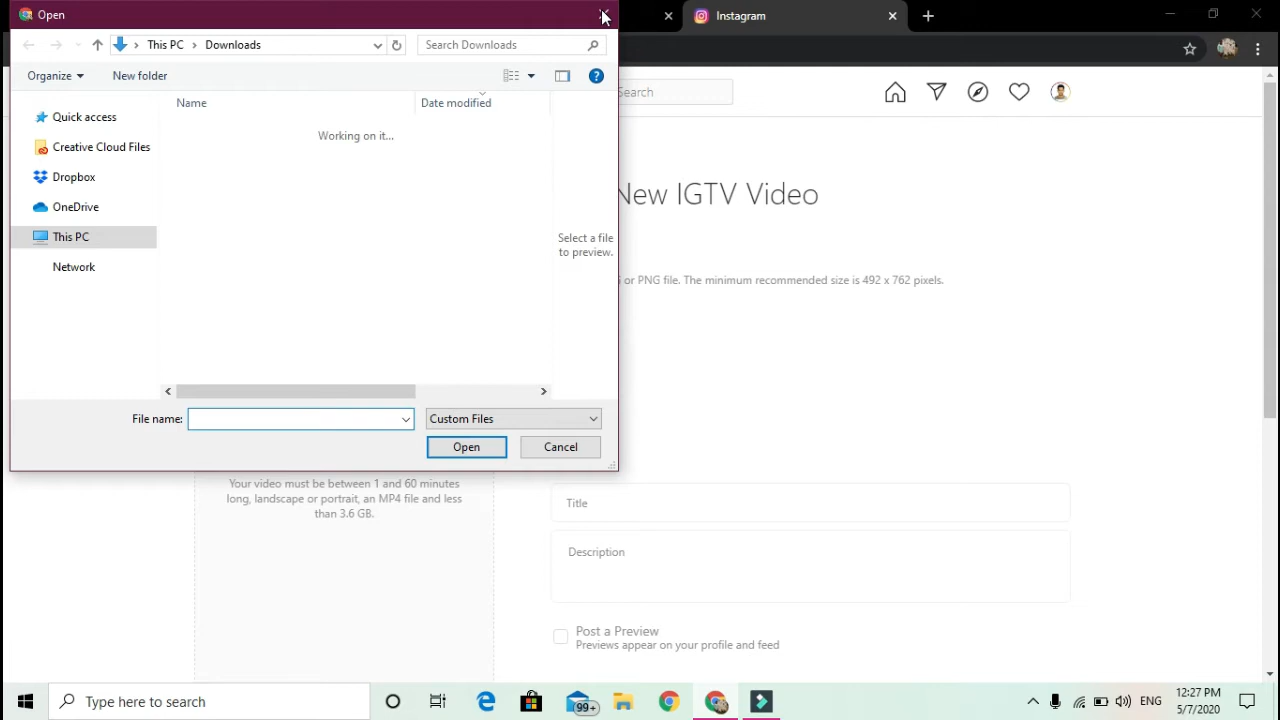 Open
Instagram
This PC
Downloads
Search Downloads
Organize
New folder
Search
Name
Date modified
Quick access
Working on it...
Creative Cloud Files
Dropbox
New IGTV Video
OneDrive
This PC
Select a file
to preview.
Network
or PNG file. The minimum recommended size is 492 x 762 pixels.
File name:
Custom Files
Open
Cancel
Your video must be between 1 and 60 minutes
long, landscape or portrait, an MP4 file and less
than 3.6 GB.
Title
Description
Post a Preview
Previews appear on your profile and feed
Type here to search
99+
ENG
12:27 PM
5/7/2020